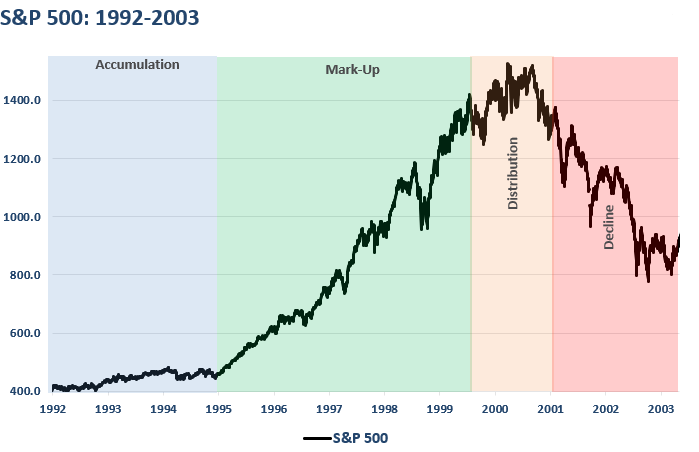 S&P 500: 1992-2003
Accumulation
Mark-Up
Distribution
Decline
1400.0
1200.0
1000.0
800.0
600.0
400.0
1992 1993 1994 1995 1996 1997 1998 1999 2000 2001 2002 2003
S&P 500